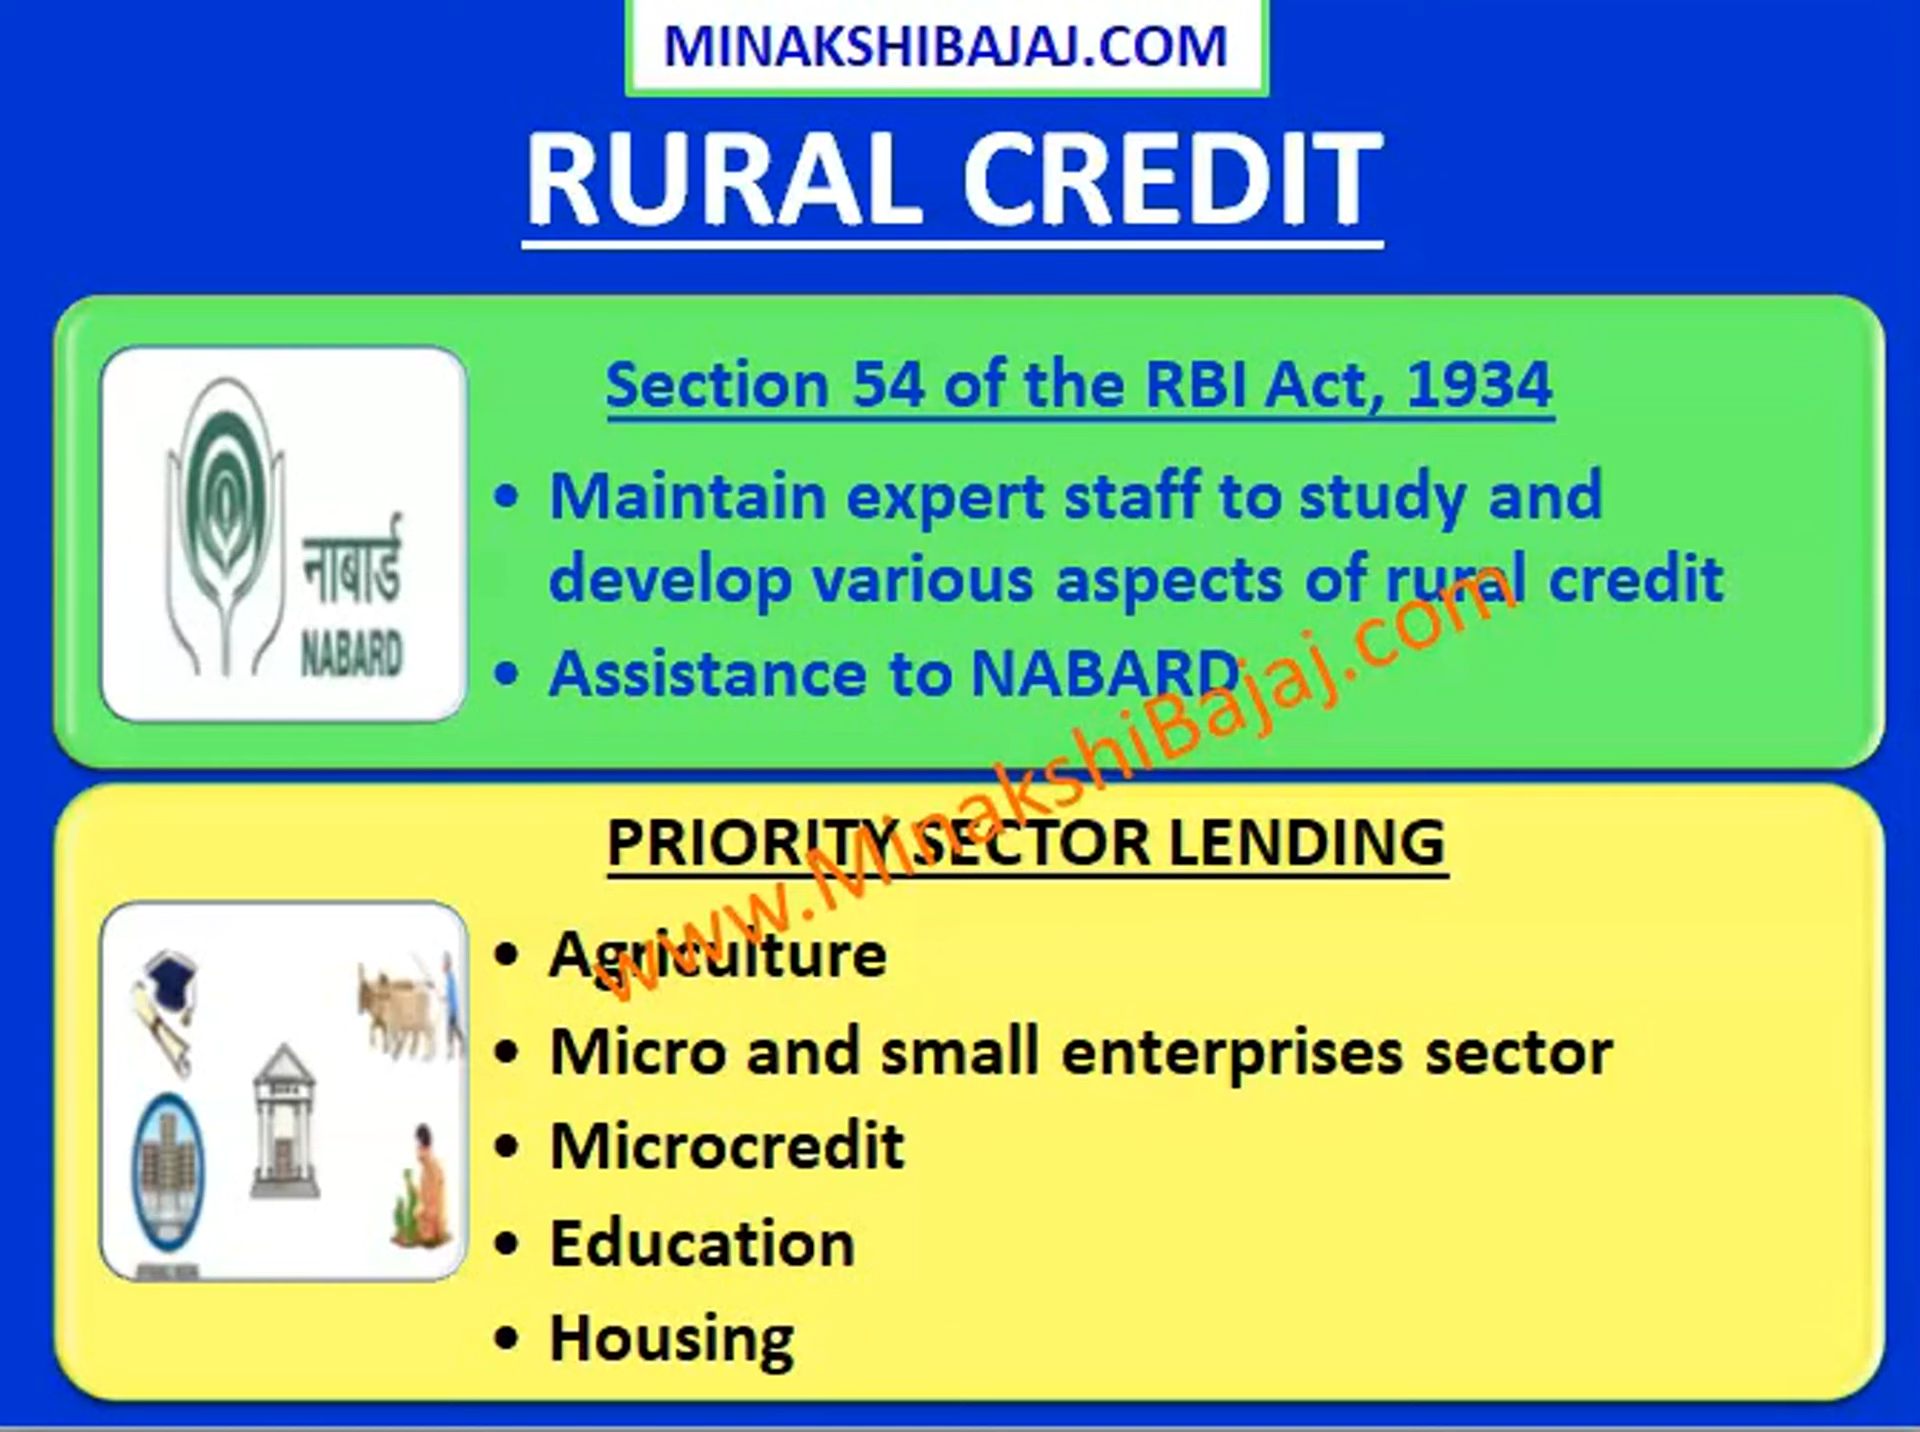 MINAKSHIBAJAJ.COM
RURAL CREDIT
Section 54 of the RBI Act, 1934
• Maintain expert staff to study and
develop various aspects of rural credit
• Assistance to NABARD
नाबार्ड
NABARD
www.MinakshiBajaj.com
PRIORITY SECTOR LENDING
• Agriculture
• Micro and small enterprises sector
• Microcredit
• Education
• Housing